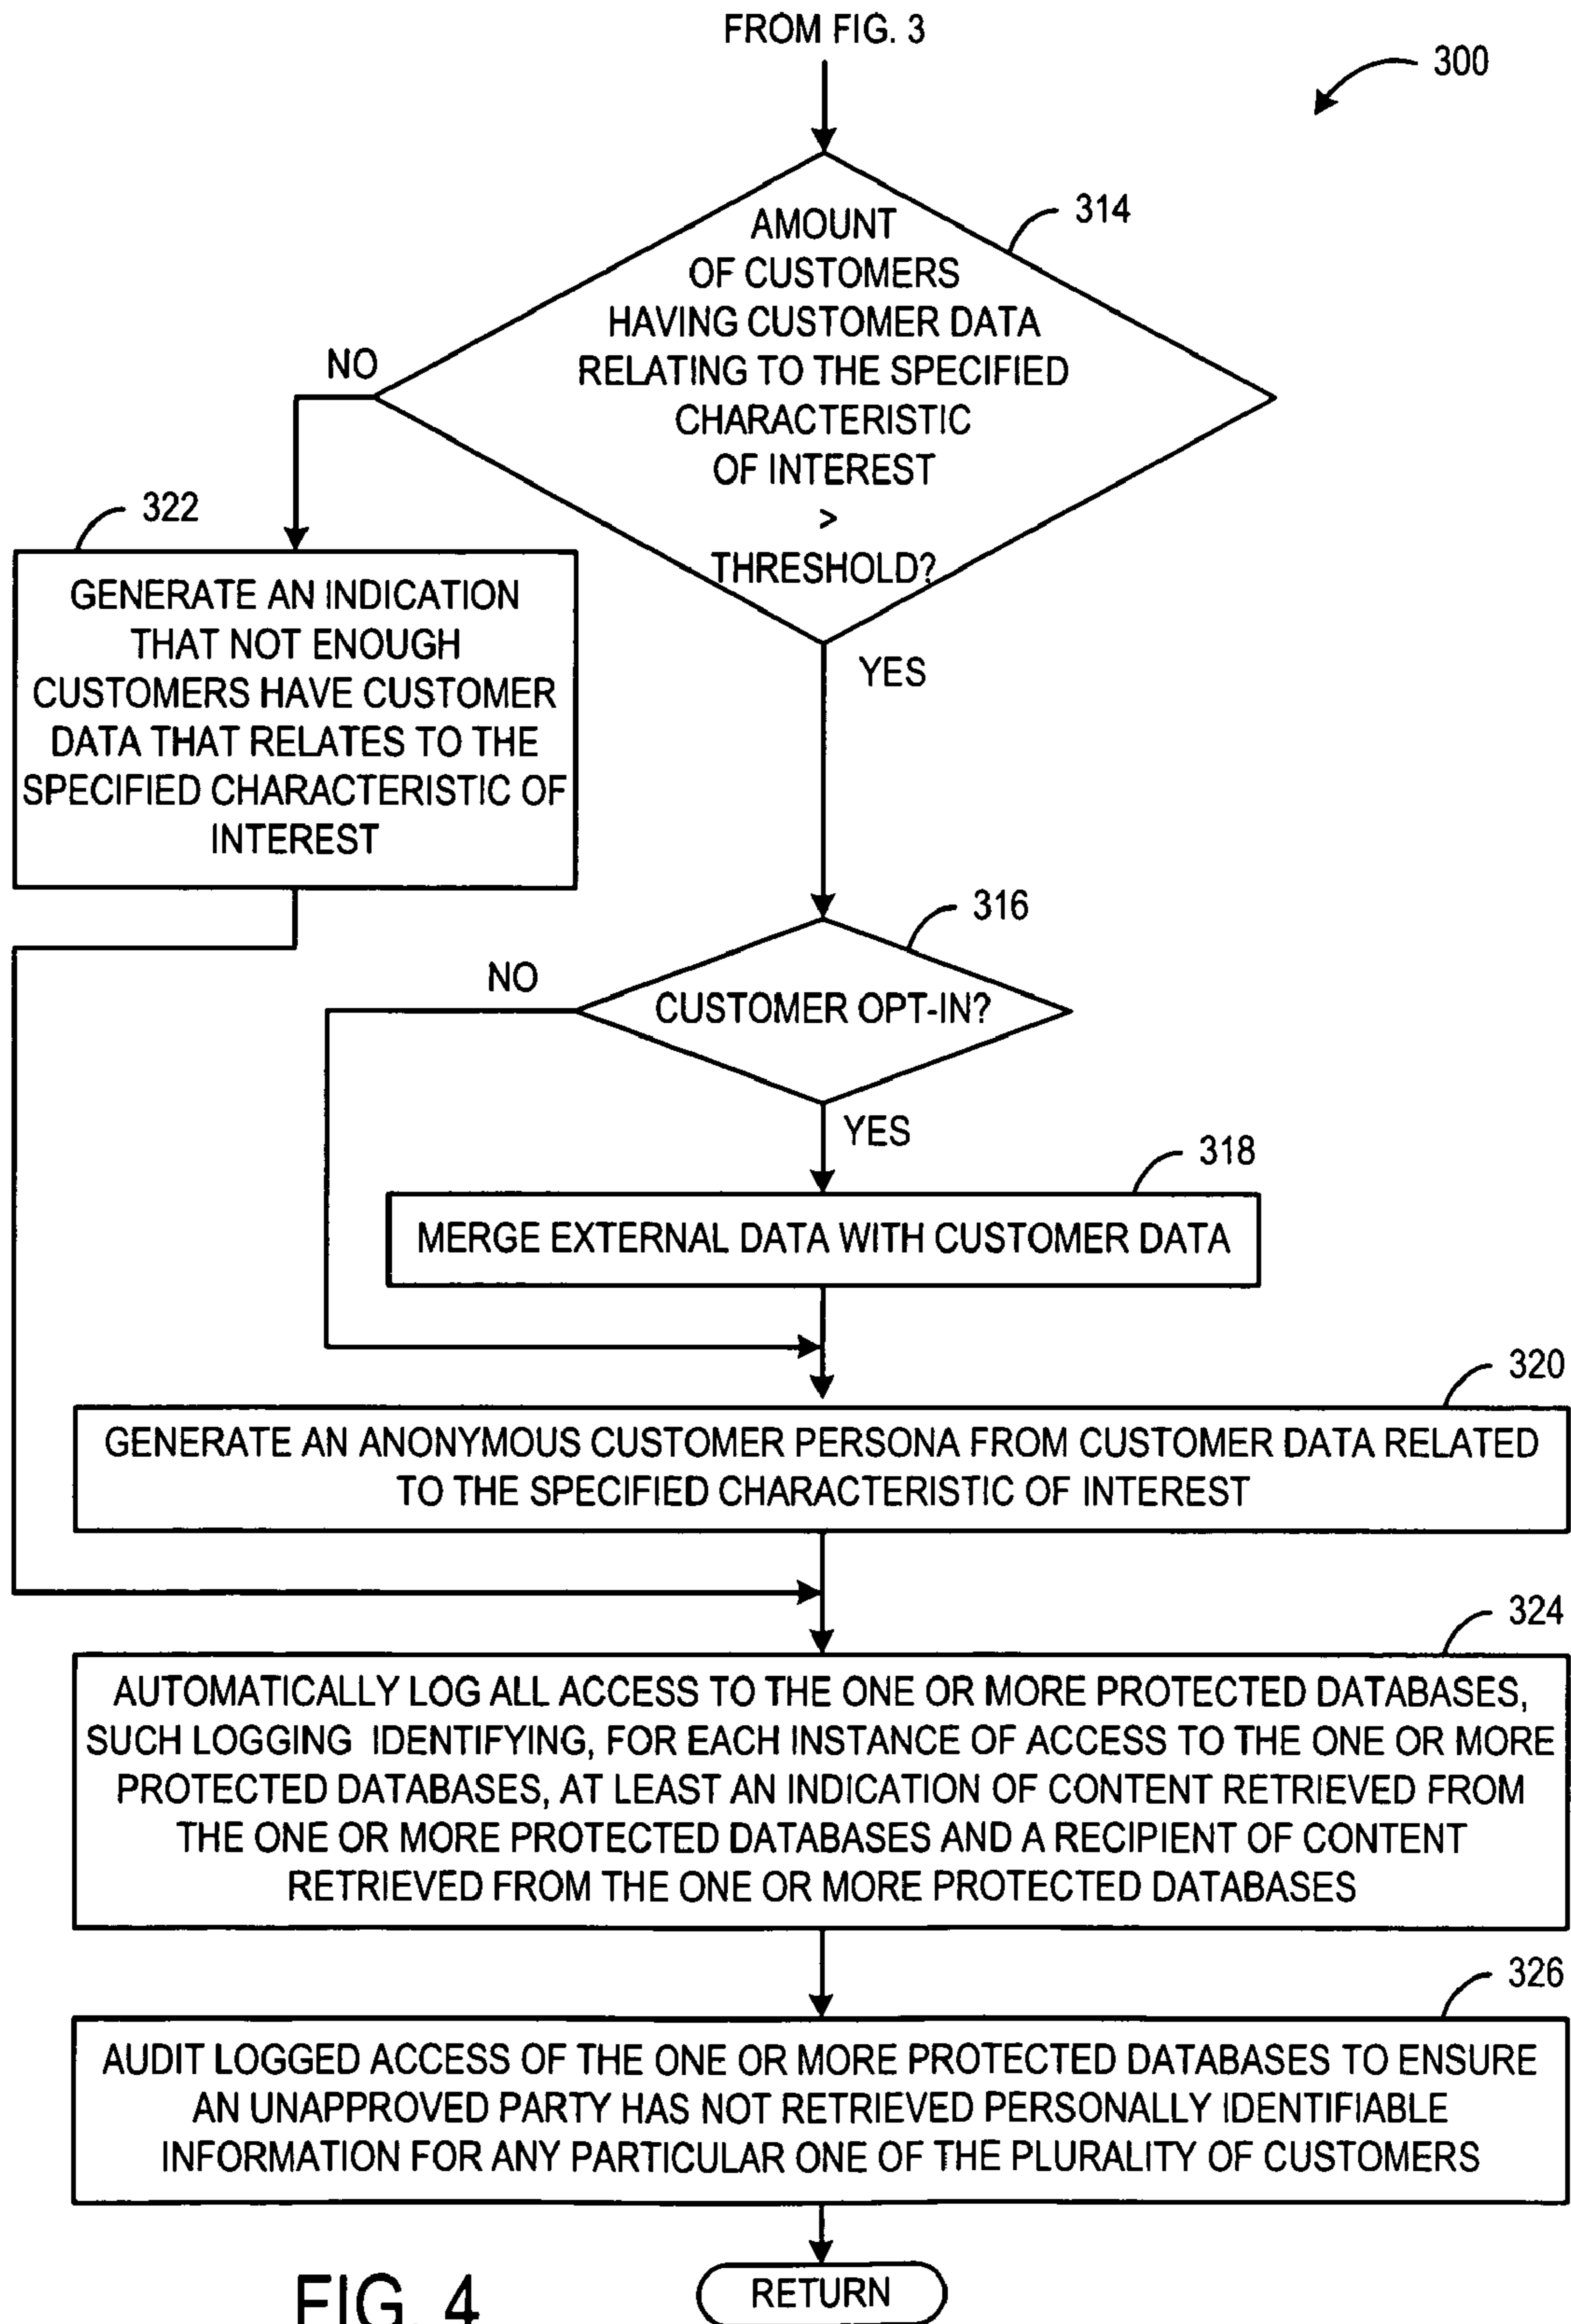 FROM FIG. 3
300
314
AMOUNT
OF CUSTOMERS
HAVING CUSTOMER DATA
RELATING TO THE SPECIFIED
CHARACTERISTIC
OF INTEREST
>
THRESHOLD?
NO
322
GENERATE AN INDICATION
THAT NOT ENOUGH
CUSTOMERS HAVE CUSTOMER
DATA THAT RELATES TO THE
SPECIFIED CHARACTERISTIC OF
INTEREST
YES
316
NO
CUSTOMER OPT-IN?
YES
318
MERGE EXTERNAL DATA WITH CUSTOMER DATA
320
GENERATE AN ANONYMOUS CUSTOMER PERSONA FROM CUSTOMER DATA RELATED
TO THE SPECIFIED CHARACTERISTIC OF INTEREST
324
AUTOMATICALLY LOG ALL ACCESS TO THE ONE OR MORE PROTECTED DATABASES,
SUCH LOGGING IDENTIFYING, FOR EACH INSTANCE OF ACCESS TO THE ONE OR MORE
PROTECTED DATABASES, AT LEAST AN INDICATION OF CONTENT RETRIEVED FROM
THE ONE OR MORE PROTECTED DATABASES AND A RECIPIENT OF CONTENT
RETRIEVED FROM THE ONE OR MORE PROTECTED DATABASES
326
AUDIT LOGGED ACCESS OF THE ONE OR MORE PROTECTED DATABASES TO ENSURE
AN UNAPPROVED PARTY HAS NOT RETRIEVED PERSONALLY IDENTIFIABLE
INFORMATION FOR ANY PARTICULAR ONE OF THE PLURALITY OF CUSTOMERS
RETURN
FIG. 4